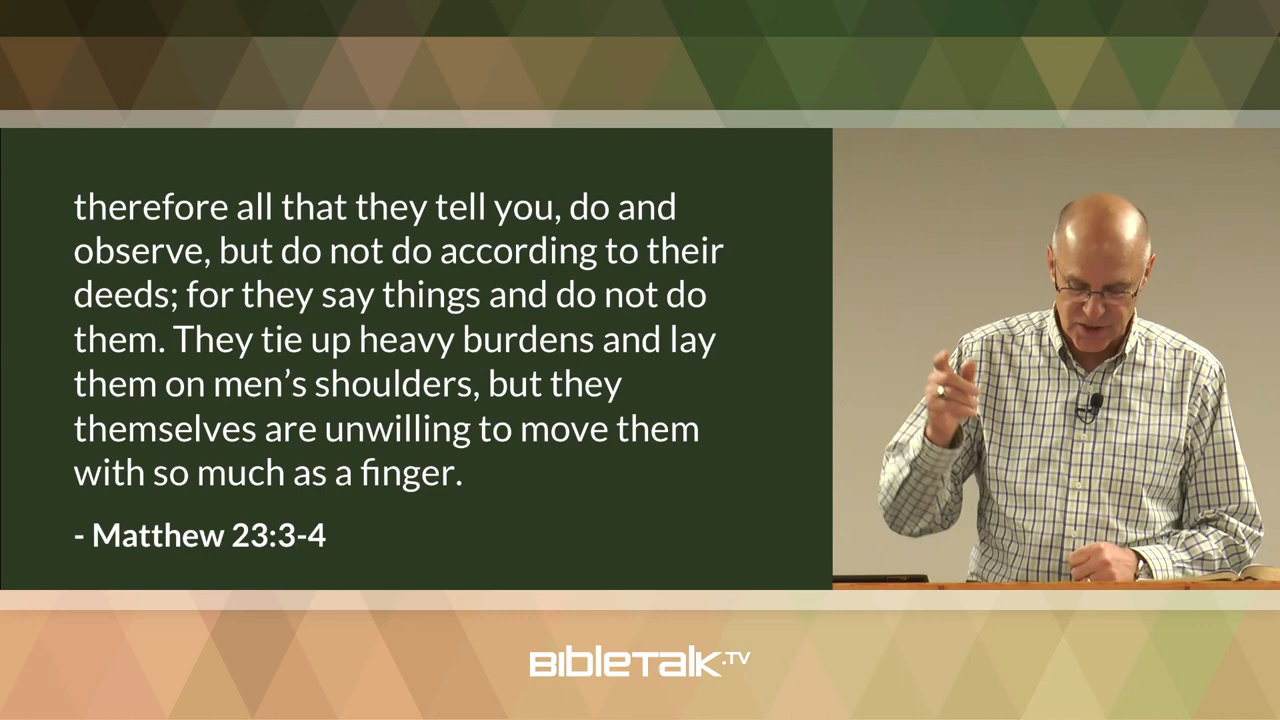 therefore all that they tell you, do and
observe, but do not do according to their
deeds; for they say things and do not do
them. They tie up heavy burdens and lay
them on men’s shoulders, but they
themselves are unwilling to move them
with so much as a finger.
- Matthew 23:3-4
BIBLETALK.TV